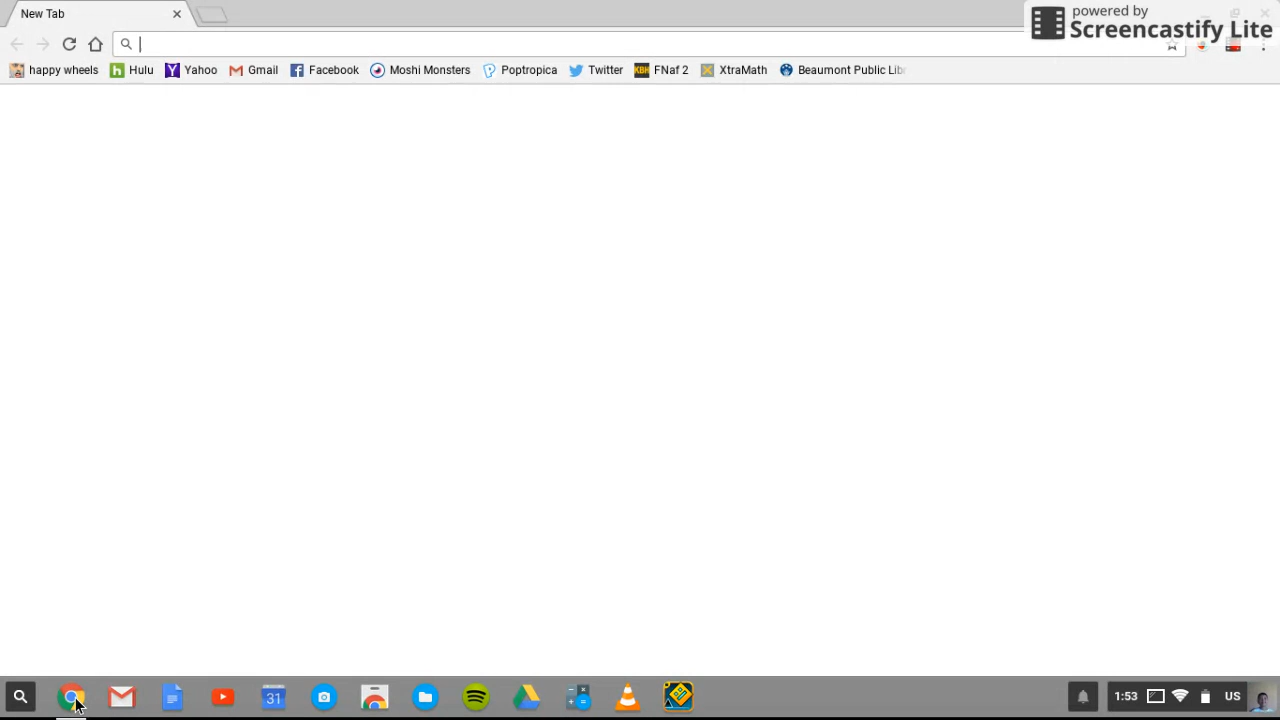 New Tab
powered by
Screencastify Lite
happy wheels
Hulu
Yahoo
Gmail
Facebook
Moshi Monsters
Poptropica
Twitter
FNaf 2
XtraMath
Beaumont Public Lib
31
1:53
US